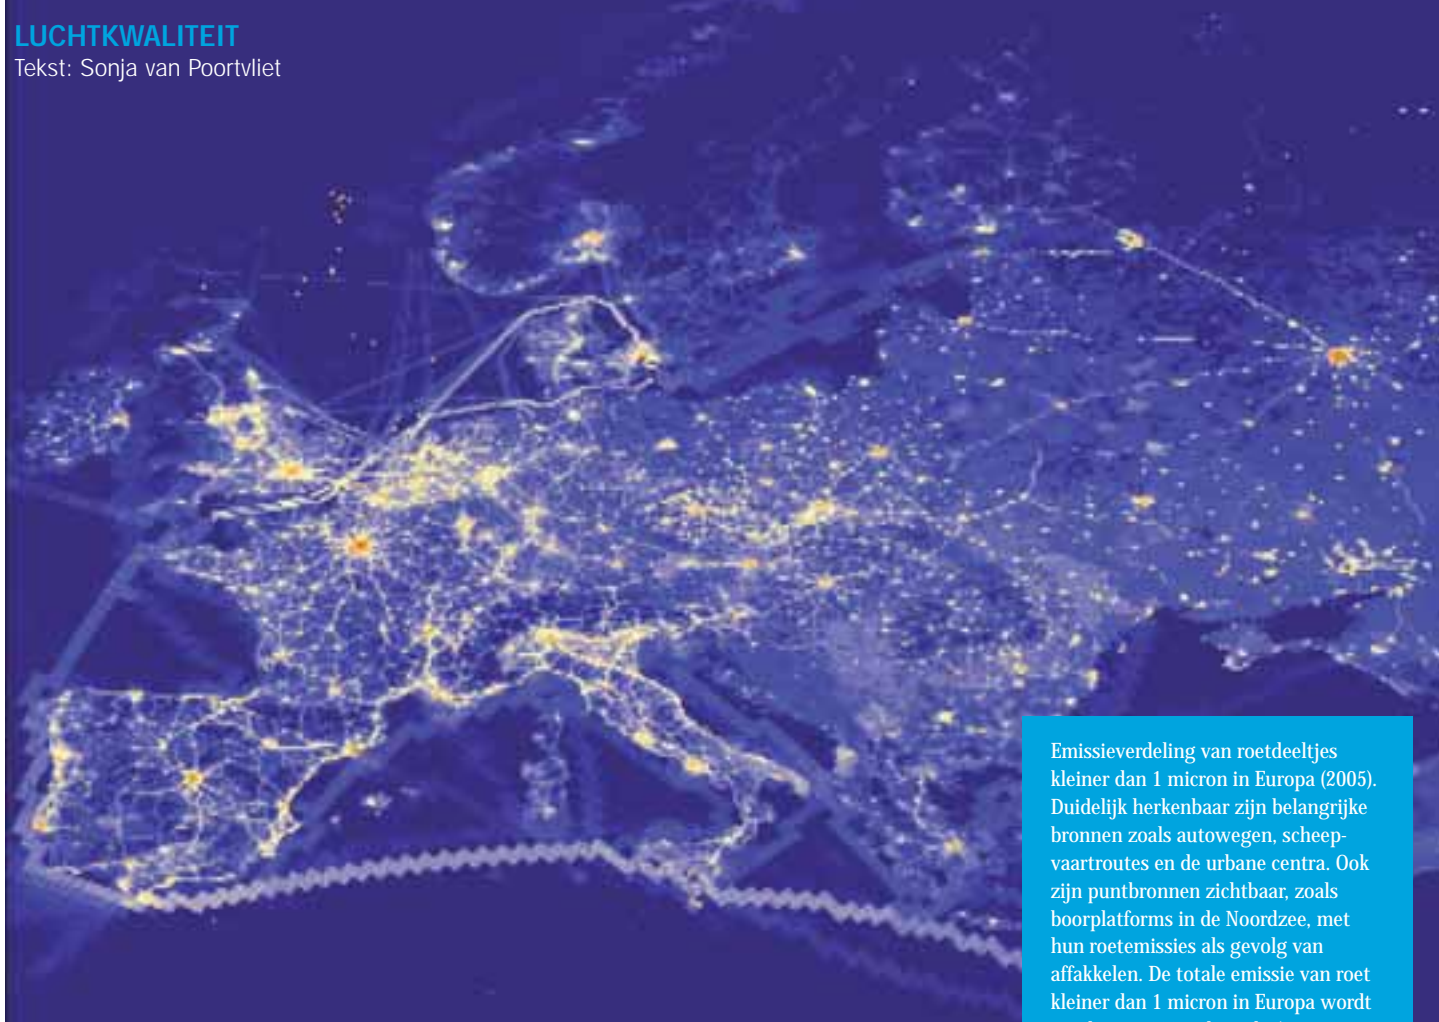 LUCHTKWALITEIT
Tekst: Sonja van Poortvliet
Emissieverdeling van roetdeeltjes
kleiner dan 1 micron in Europa (2005).
Duidelijk herkenbaar zijn belangrijke
bronnen zoals autowegen, scheep-
vaartroutes en de urbane centra. Ook
zijn puntbronnen zichtbaar, zoals
boorplatforms in de Noordzee, met
hun roetemissies als gevolg van
affakkelen. De totale emissie van roet
kleiner dan 1 micron in Europa wordt